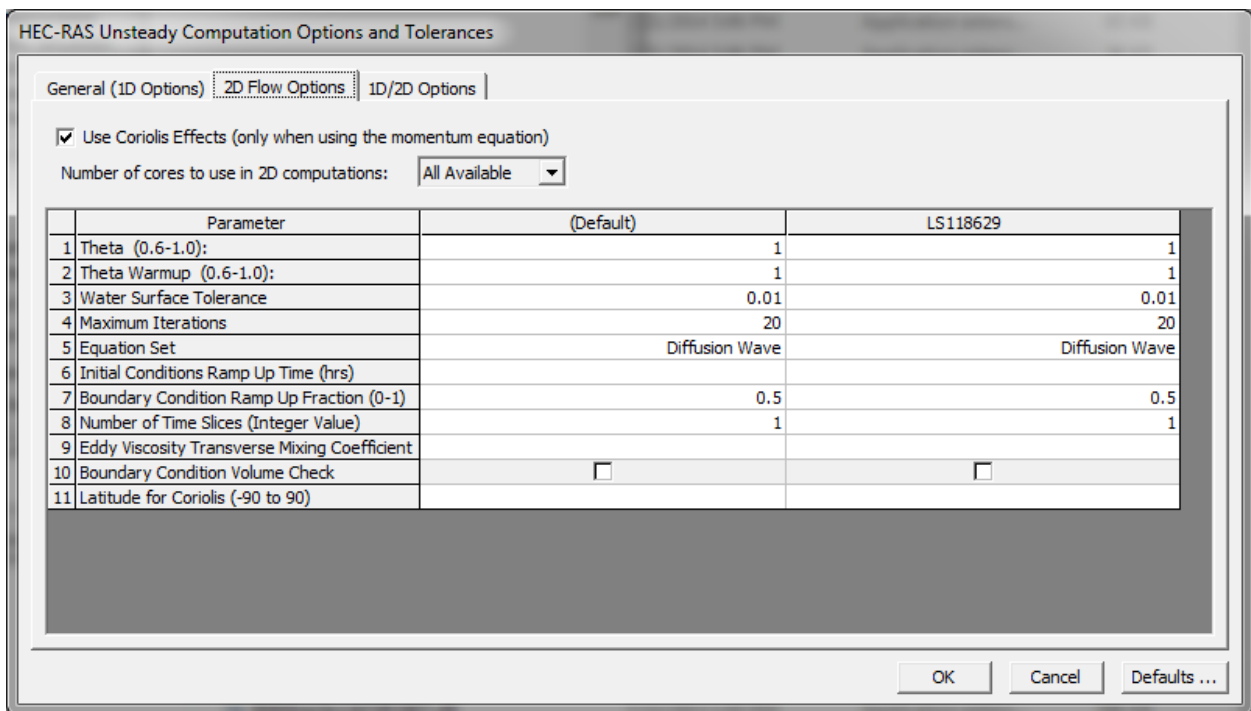 HEC-RAS Unsteady Computation Options and Tolerances
General (1D Options) 2D Flow Options 1D/2D Options
Use Coriolis Effects (only when using the momentum equation)
Number of cores to use in 2D computations: All Available
Parameter (Default) LS118629
1 Theta (0.6-1.0): 1 1
2 Theta Warmup (0.6-1.0): 1 1
3 Water Surface Tolerance 0.01 0.01
4 Maximum Iterations 20 20
5 Equation Set Diffusion Wave Diffusion Wave
6 Initial Conditions Ramp Up Time (hrs)
7 Boundary Condition Ramp Up Fraction (0-1) 0.5 0.5
8 Number of Time Slices (Integer Value) 1 1
9 Eddy Viscosity Transverse Mixing Coefficient
10 Boundary Condition Volume Check
11 Latitude for Coriolis (-90 to 90)
OK Cancel Defaults ...